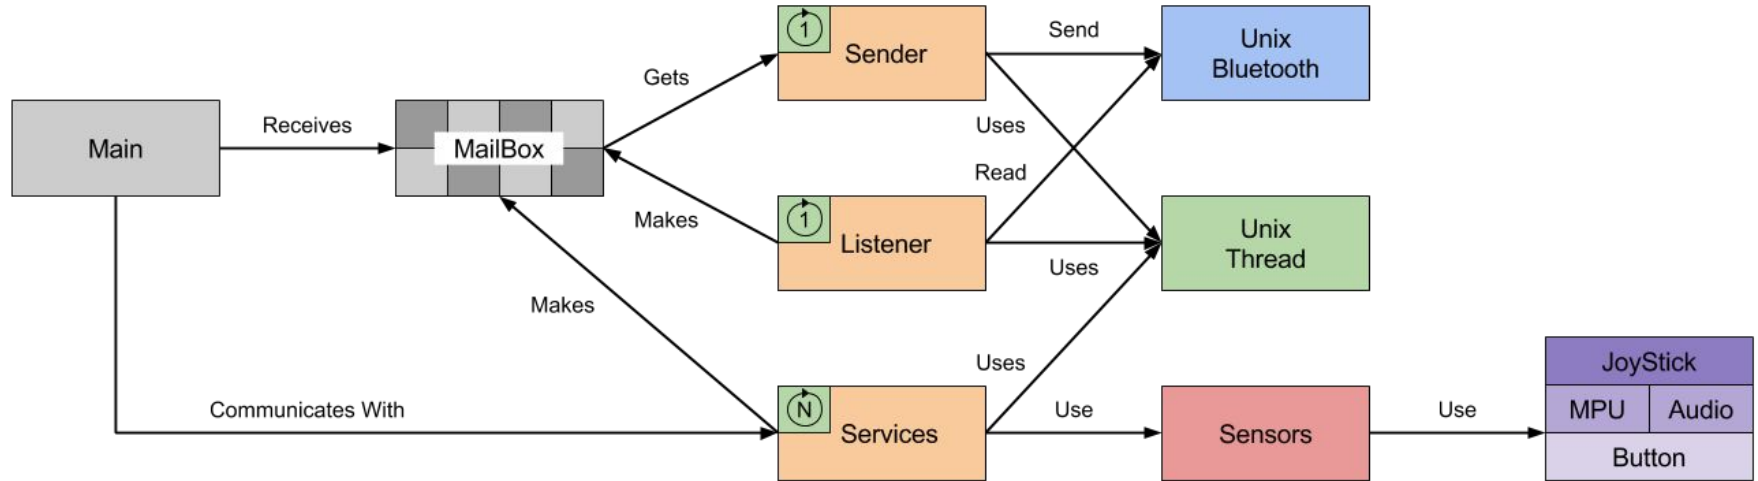 1
Sender
Send
Unix
Bluetooth
Gets
Main
Receives
MailBox
Uses
Read
Makes
1
Listener
Uses
Unix
Thread
Makes
Uses
JoyStick
MPU
Audio
Button
Communicates With
N
Services
Use
Sensors
Use